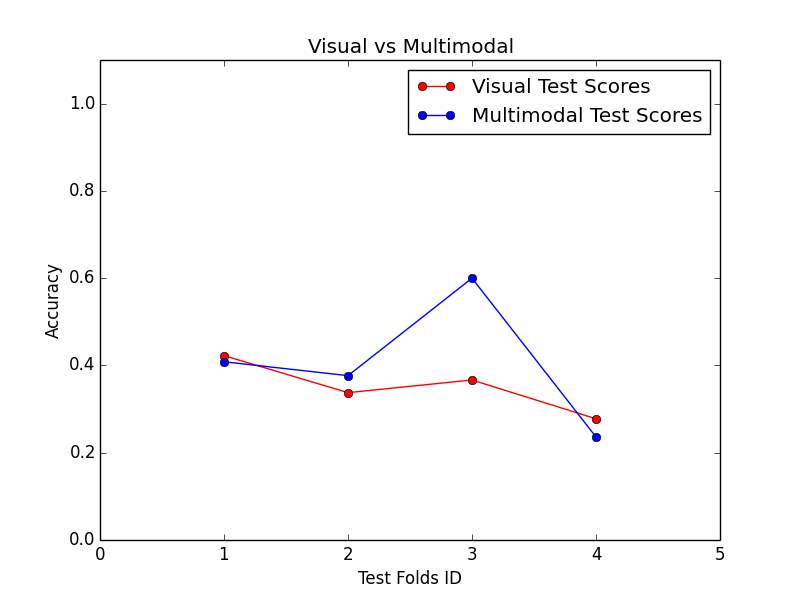 Visual vs Multimodal
Visual Test Scores
Multimodal Test Scores
1.0
0.8
0.6
0.4
0.2
0.0
Accuracy
0 1 2 3 4 5
Test Folds ID